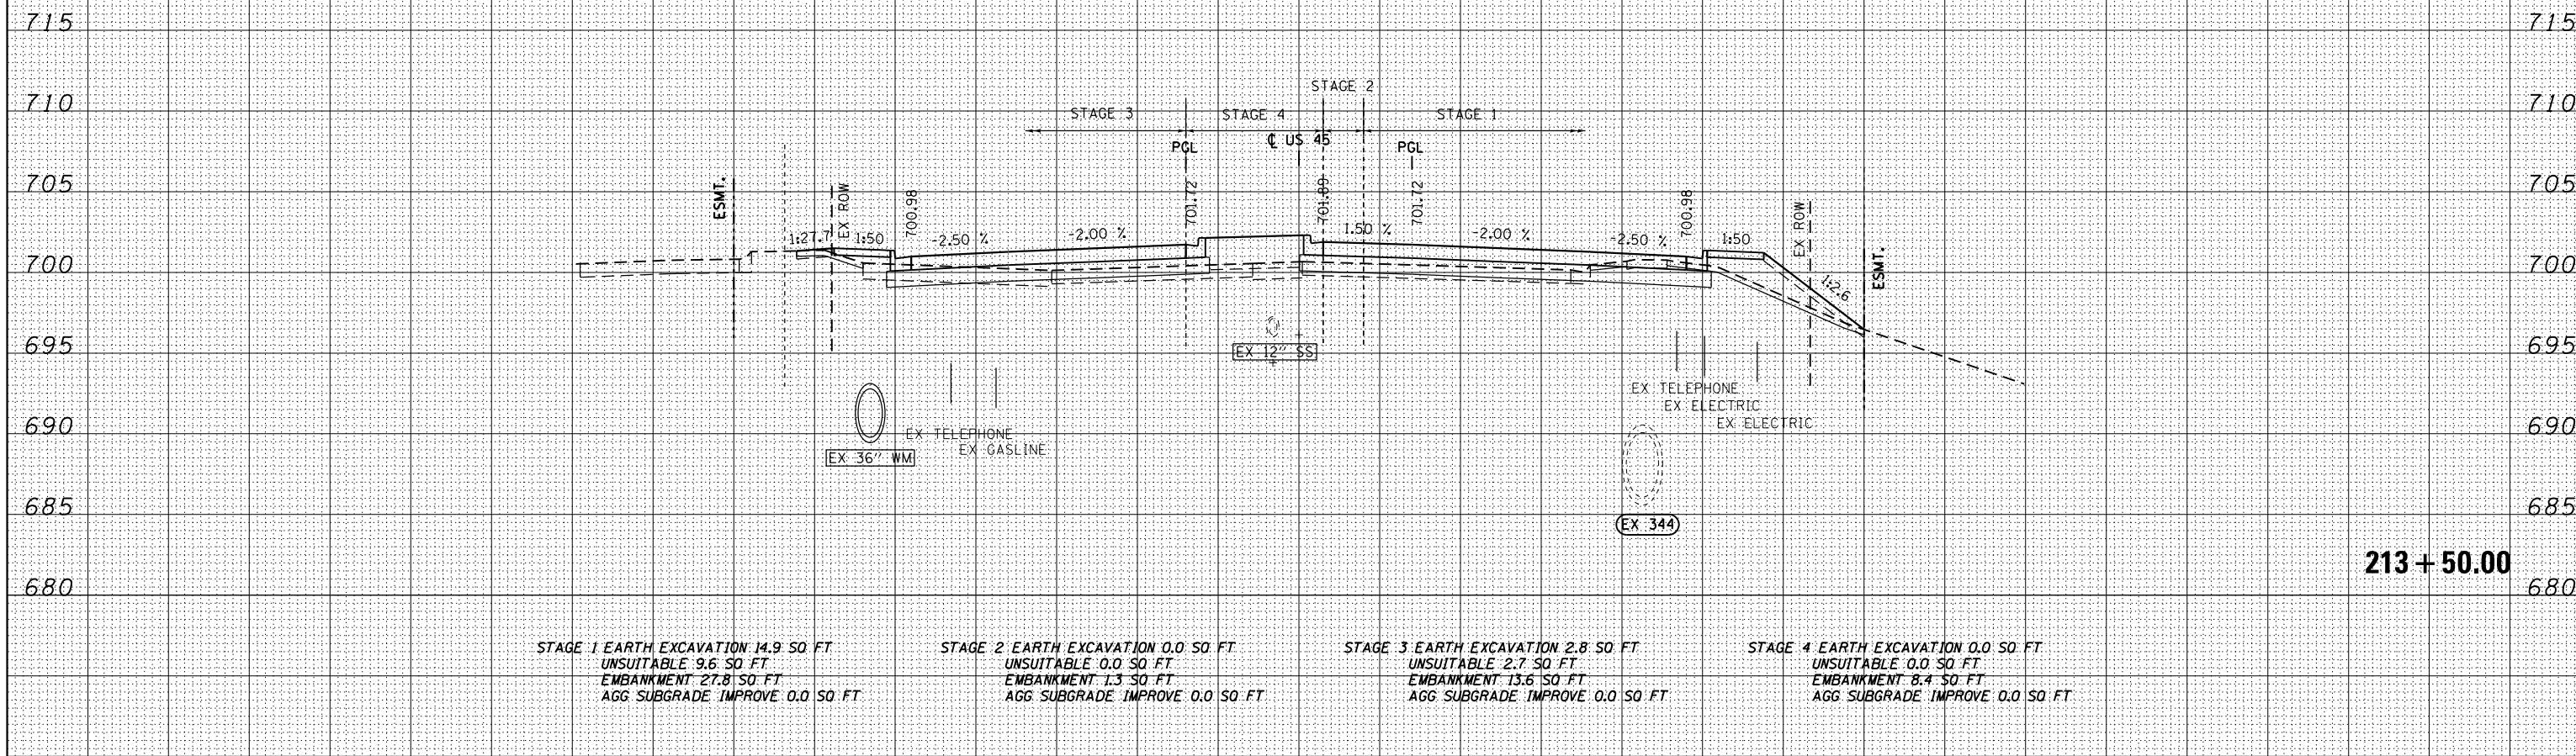 715 715
STAGE 2
710 710
STAGE 3 STAGE 4 STAGE 1
℄ US 45
PGL PGL
705 705
ESMT. EX ROW 700.98 701.72 701.89 701.72 700.98 EX ROW ESMT.
1:27.7 1:50 -2.50 % -2.00 % 1.50 % -2.00 % -2.50 % 1:50
700 700
1:2.6
695 695
EX 12" SS
EX TELEPHONE
EX ELECTRIC
EX ELECTRIC
690 690
EX TELEPHONE
EX GASLINE
EX 36" WM
685 685
EX 344
213+50.00
680 680
STAGE 1 EARTH EXCAVATION 14.9 SQ FT STAGE 2 EARTH EXCAVATION 0.0 SQ FT STAGE 3 EARTH EXCAVATION 2.8 SQ FT STAGE 4 EARTH EXCAVATION 0.0 SQ FT
UNSUITABLE 9.6 SQ FT UNSUITABLE 0.0 SQ FT UNSUITABLE 2.7 SQ FT UNSUITABLE 0.0 SQ FT
EMBANKMENT 27.8 SQ FT EMBANKMENT 1.3 SQ FT EMBANKMENT 13.6 SQ FT EMBANKMENT 8.4 SQ FT
AGG SUBGRADE IMPROVE 0.0 SQ FT AGG SUBGRADE IMPROVE 0.0 SQ FT AGG SUBGRADE IMPROVE 0.0 SQ FT AGG SUBGRADE IMPROVE 0.0 SQ FT